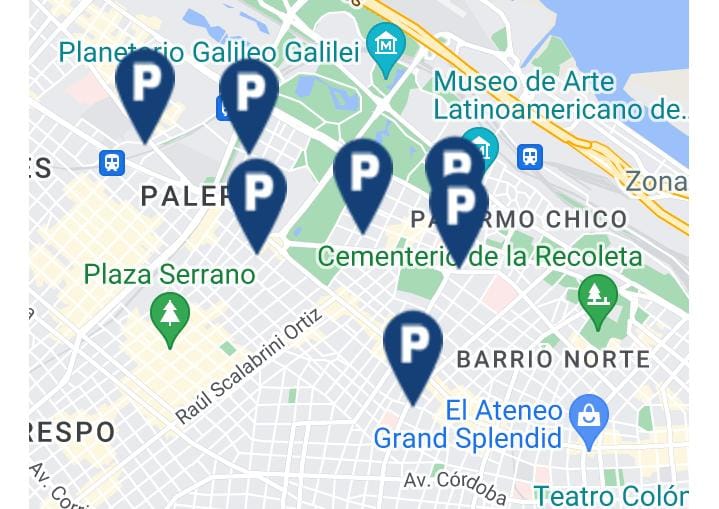 Planetario Galileo Galilei
P
P
M
Museo de Arte
Latinoamericano de...
ES
P
P
P
Zona
PALER
P
PALERMO CHICO
Cementerio de la Recoleta
Plaza Serrano
Raúl Scalabrini Ortiz
P
BARRIO NORTE
El Ateneo
Grand Splendid
RESPO
Av. Córdoba
Av. Corri
Teatro Colón